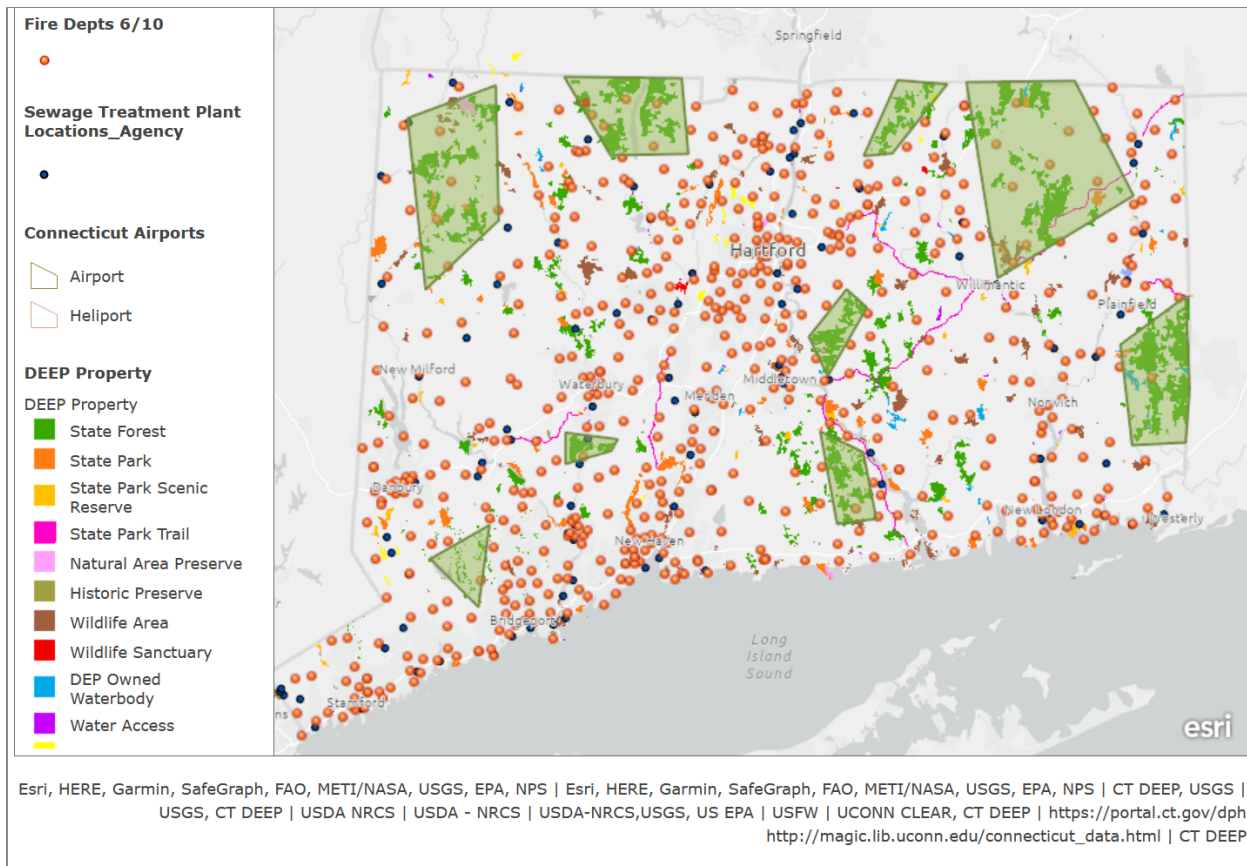 Fire Depts 6/10
Sewage Treatment Plant
Locations_Agency
Connecticut Airports
Airport
Heliport
DEEP Property
DEEP Property
State Forest
State Park
State Park Scenic
Reserve
State Park Trail
Natural Area Preserve
Historic Preserve
Wildlife Area
Wildlife Sanctuary
DEP Owned
Waterbody
Water Access
Springfield
Hartford
Willimantic
Plainfield
New Milford
Waterbury
Middletown
Meriden
Norwich
Danbury
New London
Westerly
New Haven
Bridgeport
Long
Island
Sound
Stamford
ns
esri
Esri, HERE, Garmin, SafeGraph, FAO, METI/NASA, USGS, EPA, NPS | Esri, HERE, Garmin, SafeGraph, FAO, METI/NASA, USGS, EPA, NPS | CT DEEP, USGS |
USGS, CT DEEP | USDA NRCS | USDA - NRCS | USDA-NRCS,USGS, US EPA | USFW | UCONN CLEAR, CT DEEP | https://portal.ct.gov/dph
http://magic.lib.uconn.edu/connecticut_data.html | CT DEEP